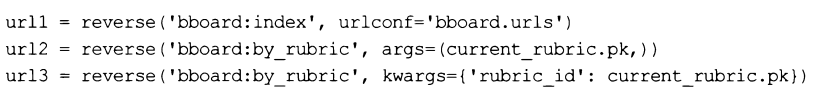 url1 = reverse('bboard:index', urlconf='bboard.urls')
url2 = reverse('bboard:by_rubric', args=(current_rubric.pk,))
url3 = reverse('bboard:by_rubric', kwargs={'rubric_id': current_rubric.pk})